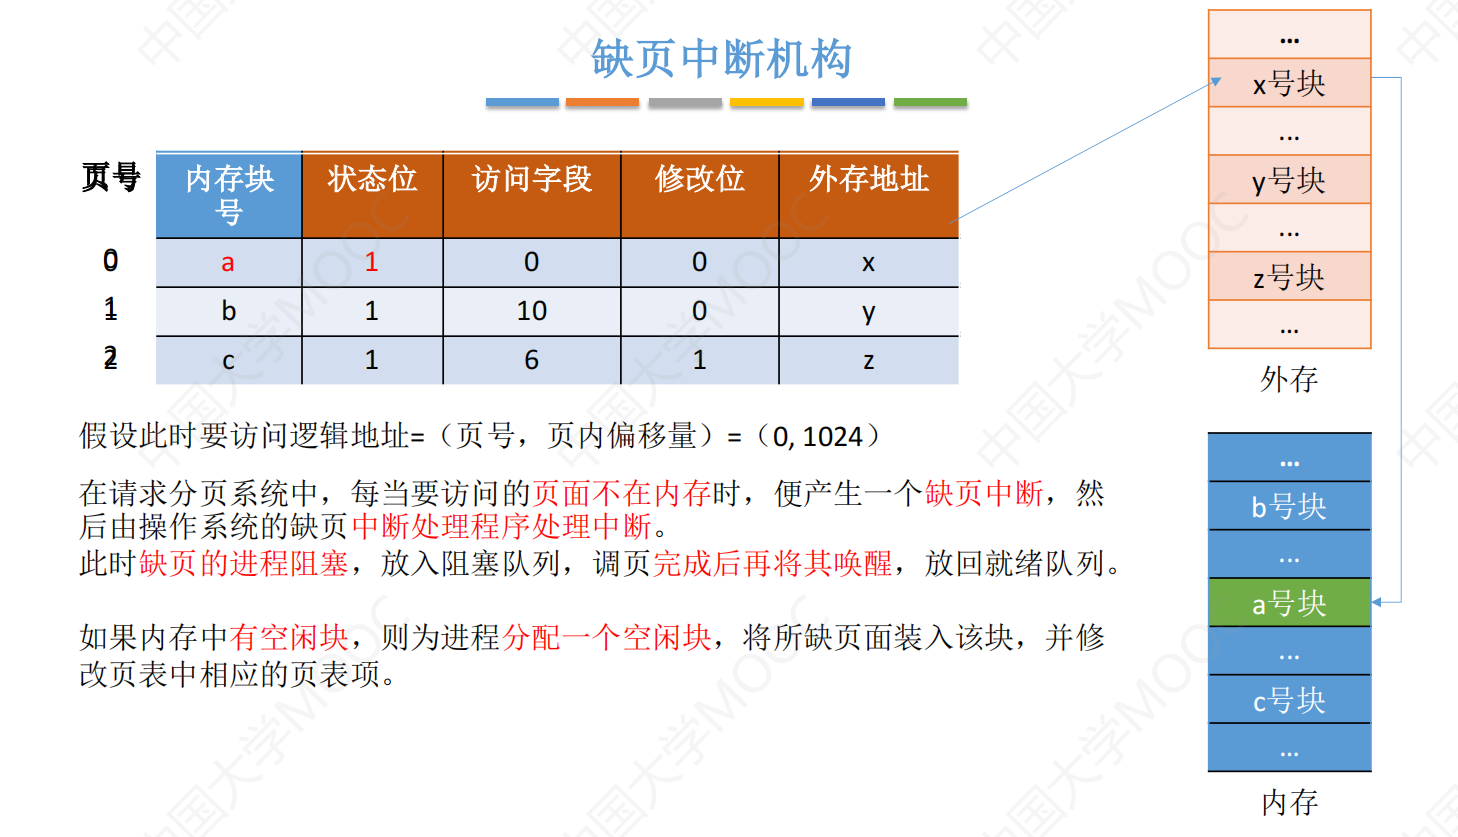 缺页中断机构
页号
内存块
号
状态位
访问字段
修改位
外存地址
0
a
1
0
0
x
1
b
1
10
0
y
2
c
1
6
1
z
假设此时要访问逻辑地址=（页号，页内偏移量）=（0, 1024）
在请求分页系统中，每当要访问的页面不在内存时，便产生一个缺页中断，然
后由操作系统的缺页中断处理程序处理中断。
此时缺页的进程阻塞，放入阻塞队列，调页完成后再将其唤醒，放回就绪队列。
如果内存中有空闲块，则为进程分配一个空闲块，将所缺页面装入该块，并修
改页表中相应的页表项。
...
x号块
...
y号块
...
z号块
...
外存
...
b号块
...
a号块
...
c号块
...
内存
中国大学MOOC